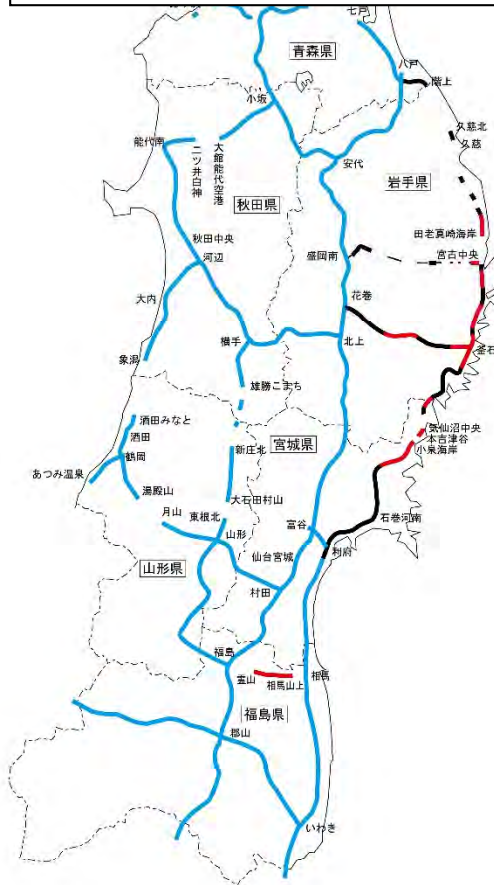 七戸
青森県
八戸
階上
小坂
久慈北
久慈
能代南
二ツ井白神
大館能代空港
安代
岩手県
秋田県
田老真崎海岸
秋田中央
盛岡南
宮古中央
河辺
大内
花巻
横手
北上
釜石
象潟
雄勝こまち
酒田みなと
酒田
宮城県
気仙沼中央
本吉津谷
小泉海岸
鶴岡
新庄北
あつみ温泉
湯殿山
月山
東根北
大石田村山
石巻河南
富谷
山形
利府
山形県
仙台宮城
村田
福島
霊山
相馬山上
相馬
福島県
郡山
いわき